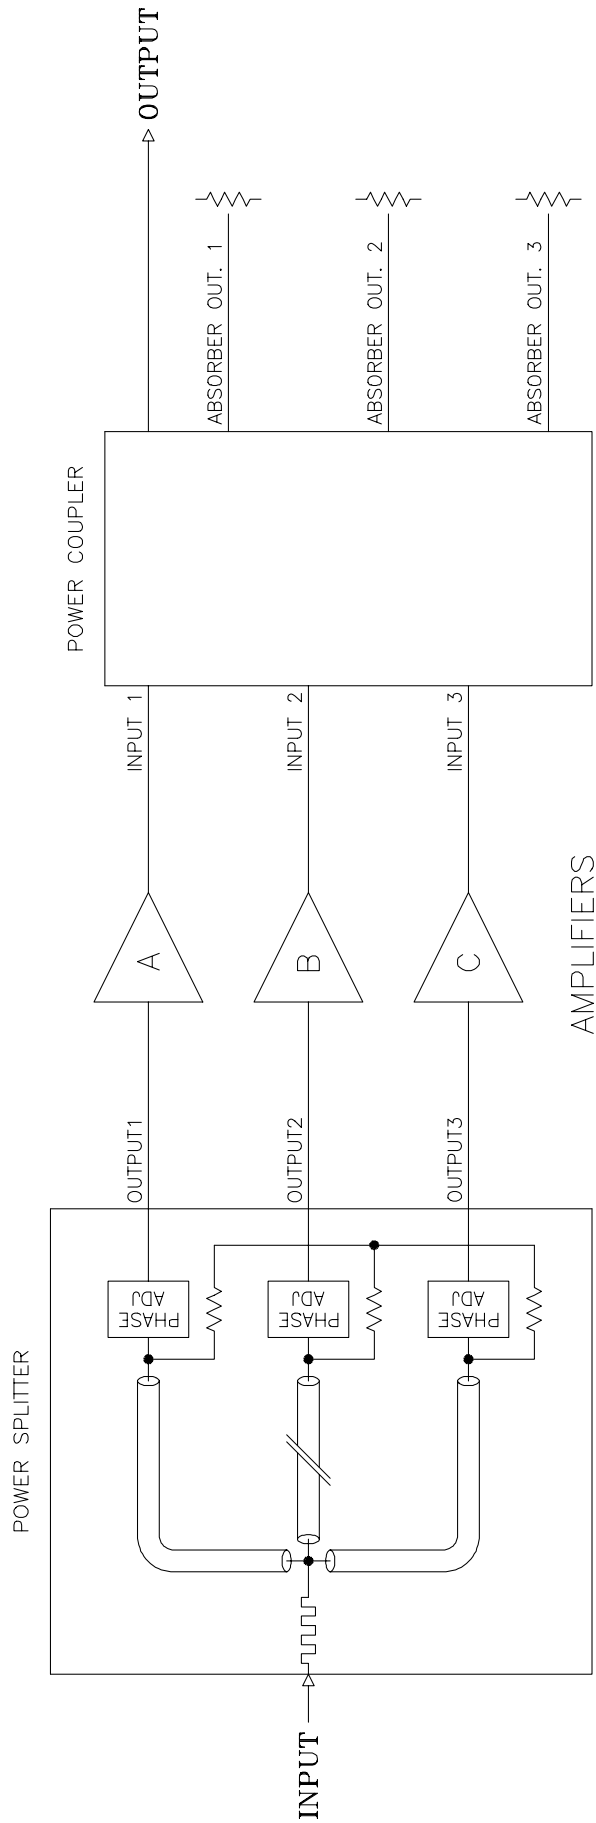 INPUT
POWER SPLITTER
PHASE
ADJ
PHASE
ADJ
PHASE
ADJ
OUTPUT1
OUTPUT2
OUTPUT3
A
B
C
AMPLIFIERS
INPUT 1
INPUT 2
INPUT 3
POWER COUPLER
ABSORBER OUT. 1
ABSORBER OUT. 2
ABSORBER OUT. 3
OUTPUT